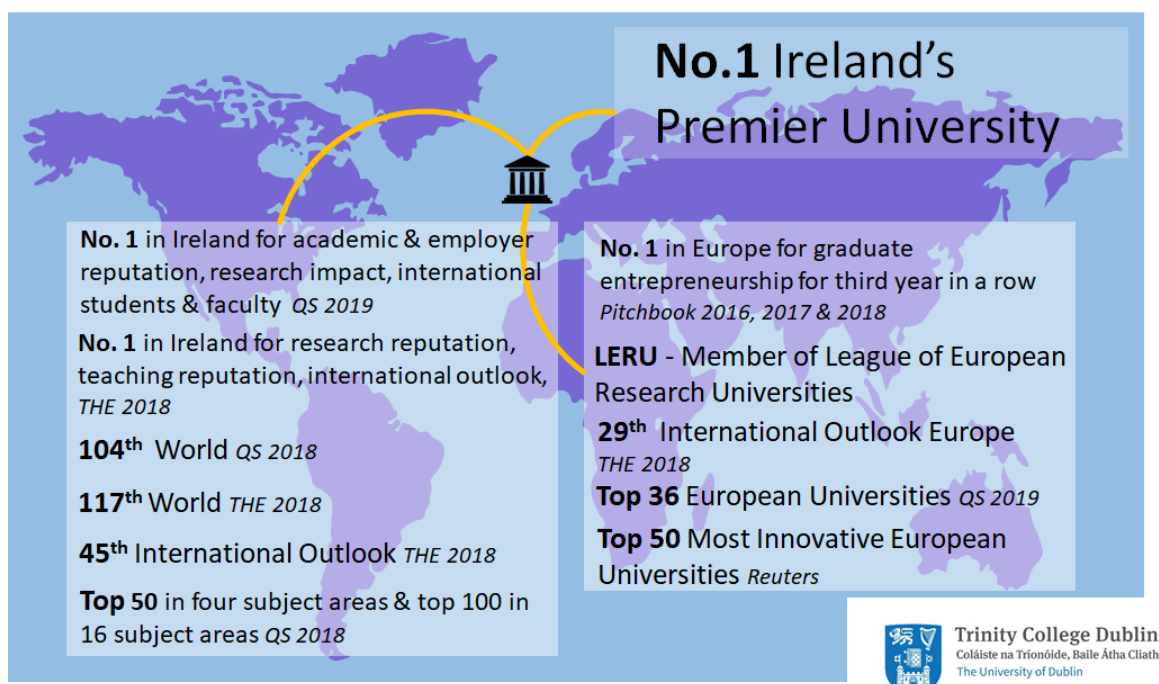 No.1 Ireland's
Premier University
No. 1 in Ireland for academic & employer
reputation, research impact, international
students & faculty QS 2019
No. 1 in Ireland for research reputation,
teaching reputation, international outlook,
THE 2018
104th World QS 2018
117th World THE 2018
45th International Outlook THE 2018
Top 50 in four subject areas & top 100 in
16 subject areas QS 2018
No. 1 in Europe for graduate
entrepreneurship for third year in a row
Pitchbook 2016, 2017 & 2018
LERU - Member of League of European
Research Universities
29th International Outlook Europe
THE 2018
Top 36 European Universities QS 2019
Top 50 Most Innovative European
Universities Reuters
Trinity College Dublin
Coláiste na Tríonóide, Baile Átha Cliath
The University of Dublin